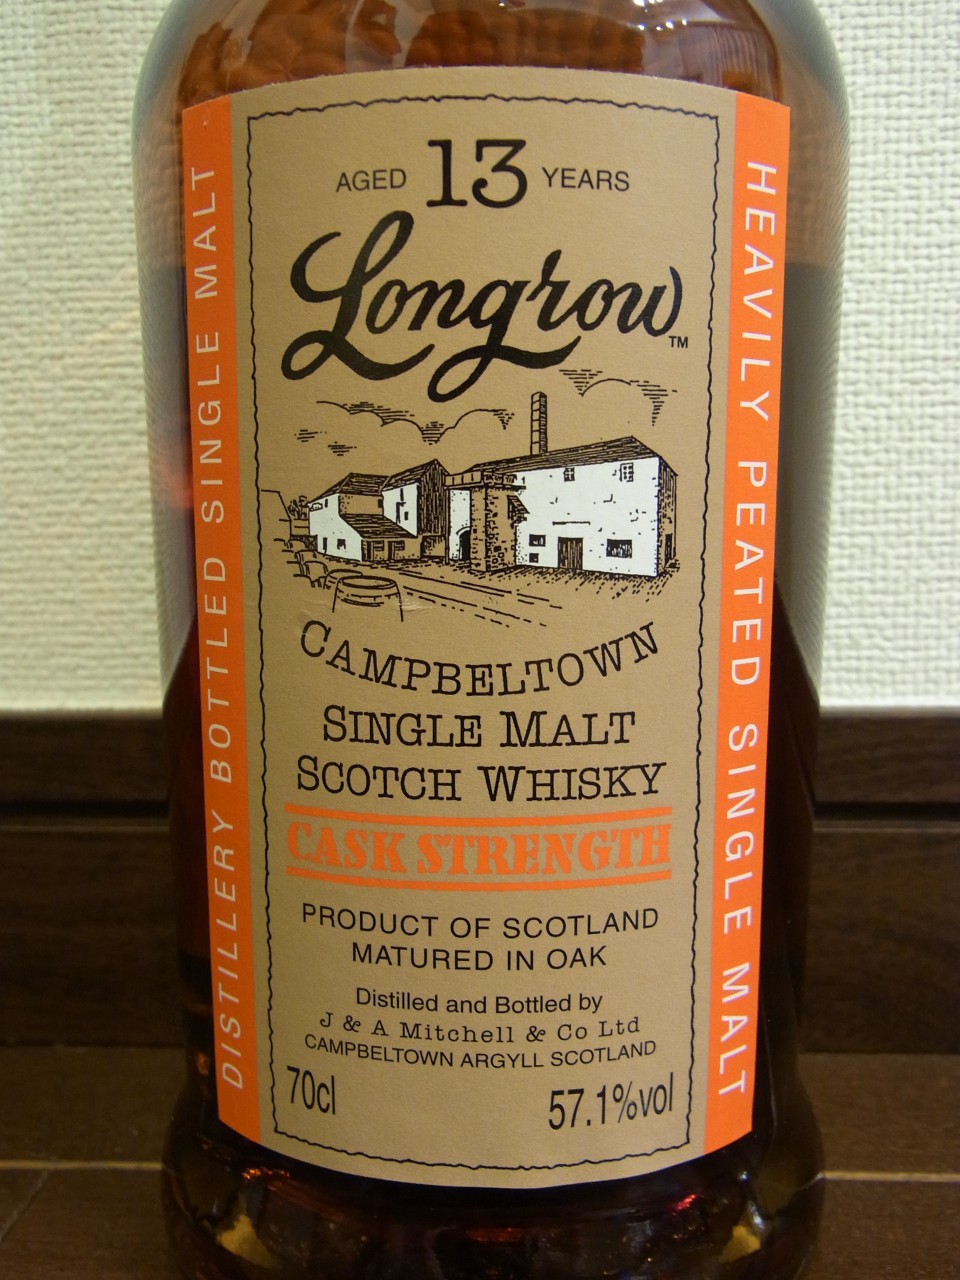 AGED 13 YEARS
Longrow™
CAMPBELTOWN
SINGLE MALT
SCOTCH WHISKY
CASK STRENGTH
PRODUCT OF SCOTLAND
MATURED IN OAK
Distilled and Bottled by
J & A Mitchell & Co Ltd
CAMPBELTOWN ARGYLL SCOTLAND
70cl 57.1%vol
DISTILLERY BOTTLED SINGLE MALT
HEAVILY PEATED SINGLE MALT